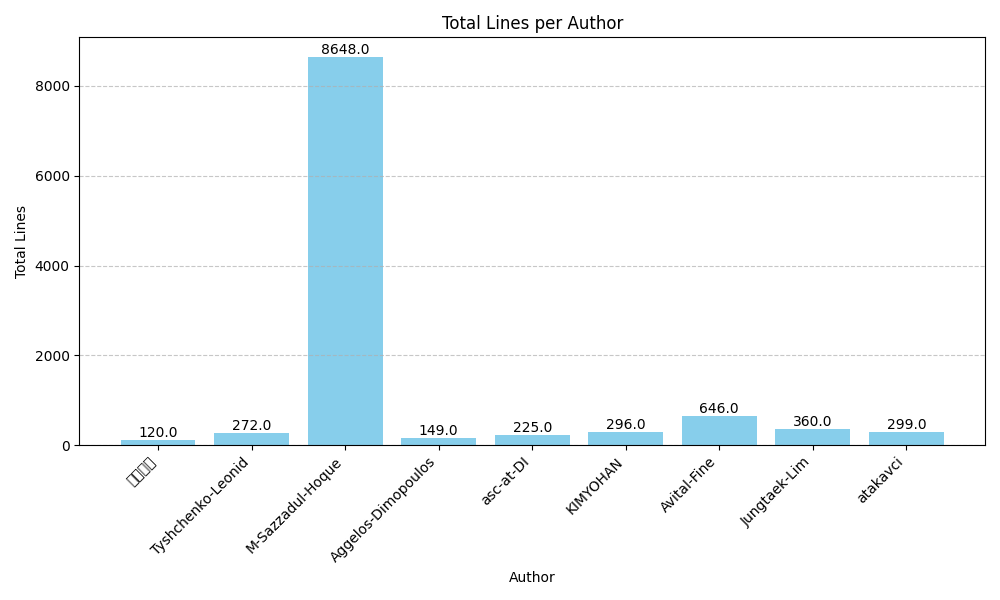 Total Lines per Author
Total Lines
8000
6000
4000
2000
0
120.0
272.0
8648.0
149.0
225.0
296.0
646.0
360.0
299.0
Tyshchenko-Leonid
M-Sazzadul-Hoque
Aggelos-Dimopoulos
asc-at-DI
KIMYOHAN
Avital-Fine
Jungtaek-Lim
atakavci
Author